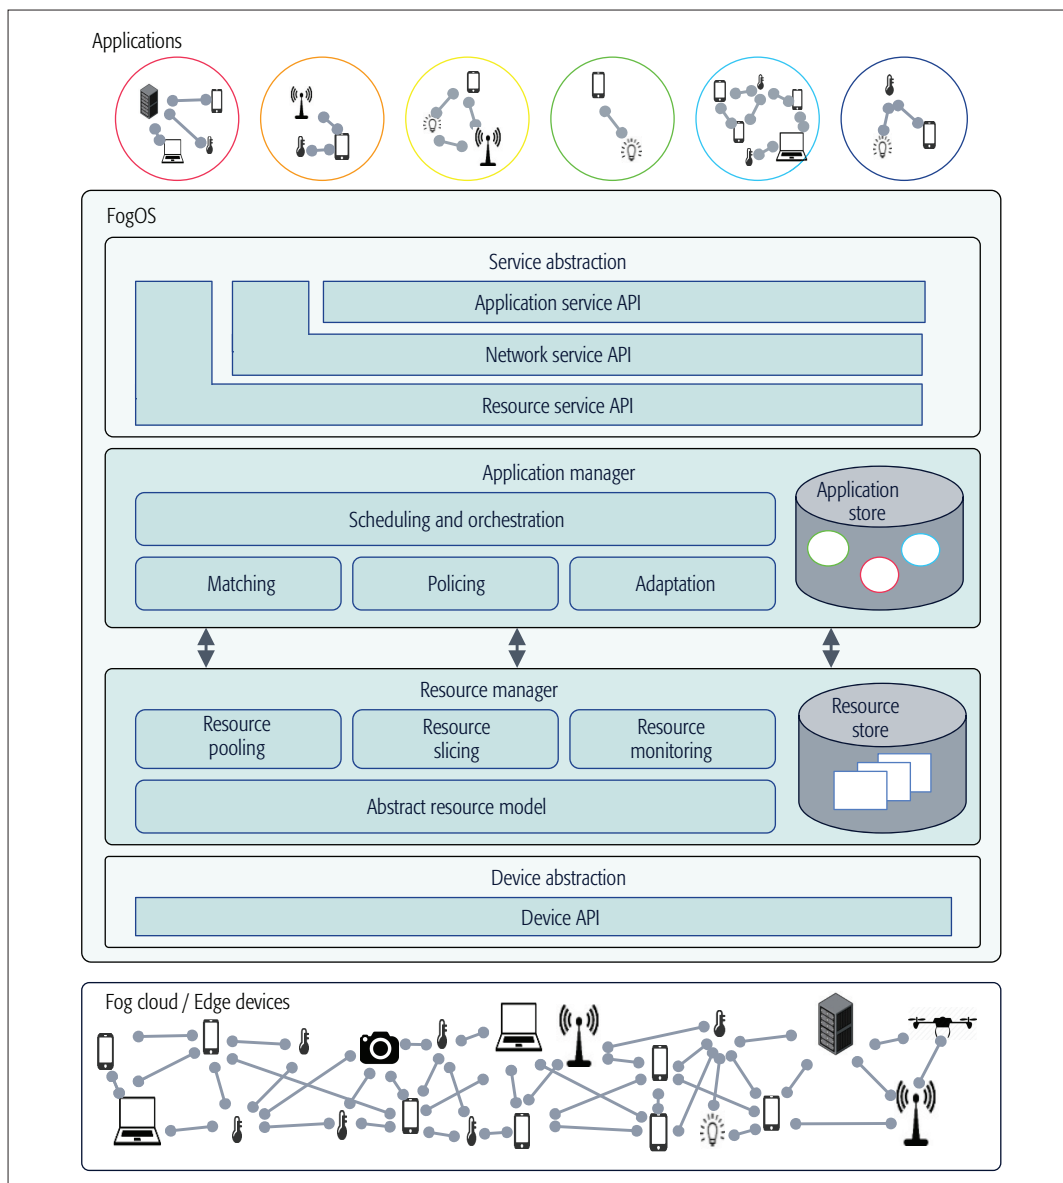 Applications
FogOS
Service abstraction
Application service API
Network service API
Resource service API
Application manager
Scheduling and orchestration
Matching
Policing
Adaptation
Application
store
Resource manager
Resource
pooling
Resource
slicing
Resource
monitoring
Abstract resource model
Resource
store
Device abstraction
Device API
Fog cloud / Edge devices